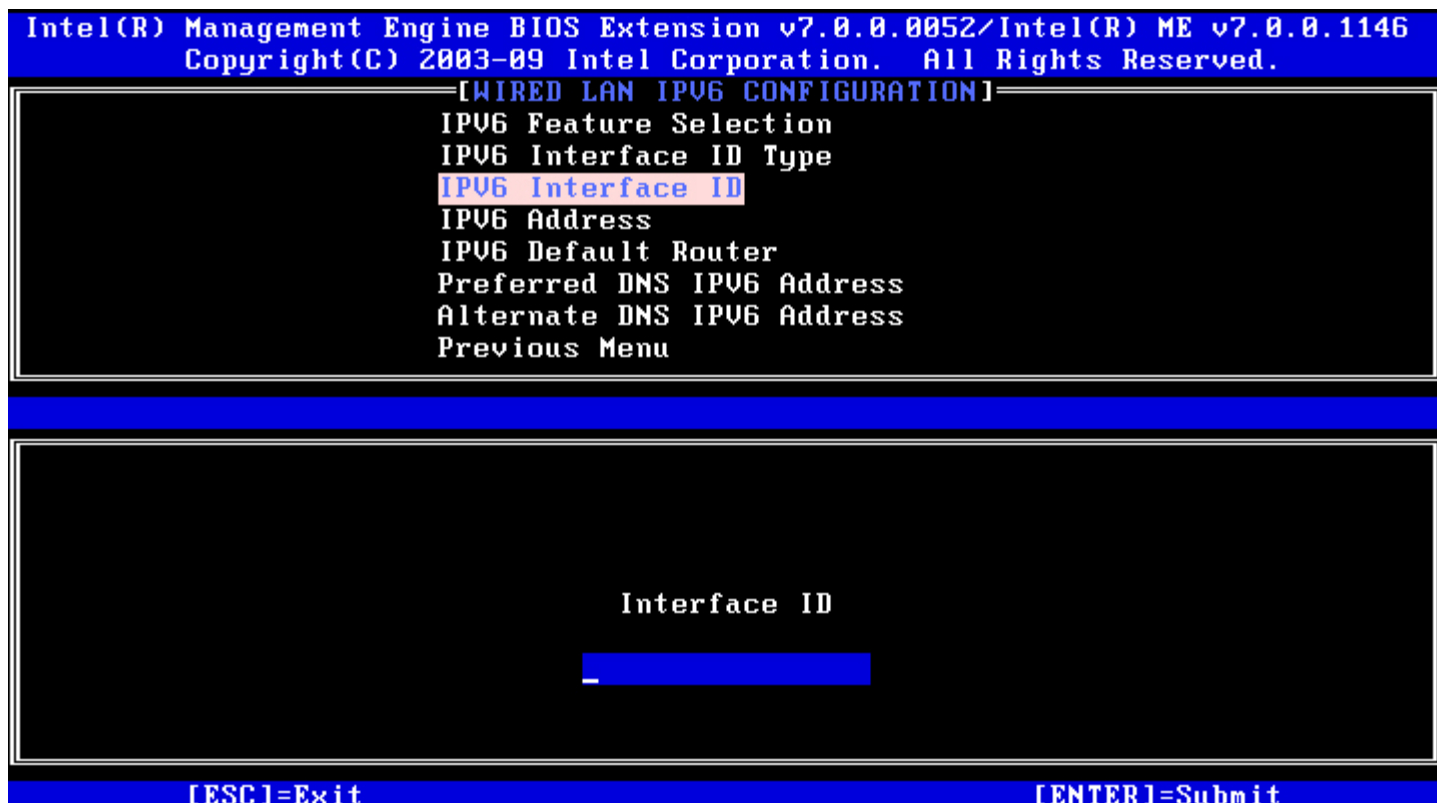 Intel(R) Management Engine BIOS Extension v7.0.0.0052/Intel(R) ME v7.0.0.1146
Copyright(C) 2003-09 Intel Corporation. All Rights Reserved.
[WIRED LAN IPV6 CONFIGURATION]
IPV6 Feature Selection
IPV6 Interface ID Type
IPV6 Interface ID
IPV6 Address
IPV6 Default Router
Preferred DNS IPV6 Address
Alternate DNS IPV6 Address
Previous Menu
Interface ID
[ESC]=Exit [ENTER]=Submit